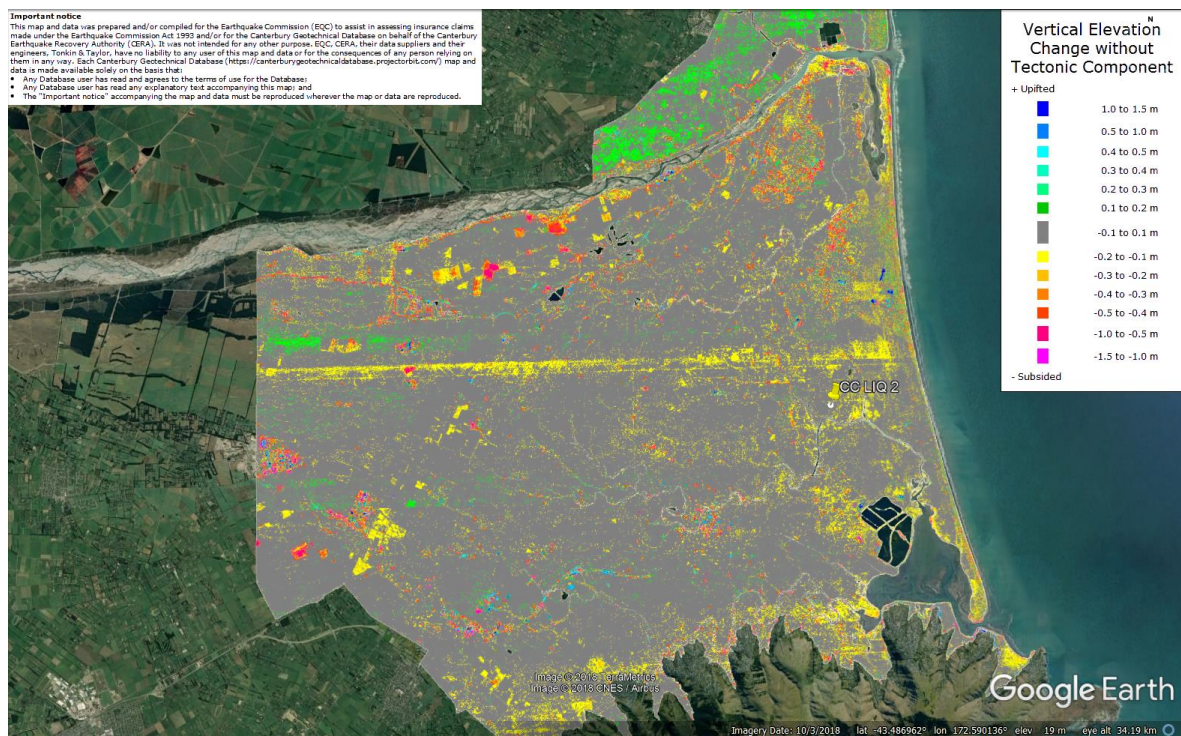 Important notice
This map and data was prepared and/or compiled for the Earthquake Commission (EQC) to assist in assessing insurance claims
made under the Earthquake Commission Act 1993 and/or for the Canterbury Geotechnical Database on behalf of the Canterbury
Earthquake Recovery Authority (CERA). It was not intended for any other purpose. EQC, CERA, their data suppliers and their
engineers, Tonkin & Taylor, have no liability to any user of this map and data or for the consequences of any person relying on
them in any way. Each Canterbury Geotechnical Database (https://canterburygeotechnicaldatabase.projectorbit.com/) map and
data is made available solely on the basis that:
• Any Database user has read and agrees to the terms of use for the Database;
• Any Database user has read any explanatory text accompanying this map; and
• The "Important notice" accompanying the map and data must be reproduced wherever the map or data are reproduced.
N
Vertical Elevation
Change without
Tectonic Component
+ Upifted
1.0 to 1.5 m
0.5 to 1.0 m
0.4 to 0.5 m
0.3 to 0.4 m
0.2 to 0.3 m
0.1 to 0.2 m
-0.1 to 0.1 m
-0.2 to -0.1 m
-0.3 to -0.2 m
-0.4 to -0.3 m
-0.5 to -0.4 m
-1.0 to -0.5 m
-1.5 to -1.0 m
- Subsided
CC LIQ 2
Image © 2018 TerraMetrics
Image © 2018 CNES / Airbus
Google Earth
Imagery Date: 10/3/2018 lat -43.486962° lon 172.590136° elev 19 m eye alt 34.19 km